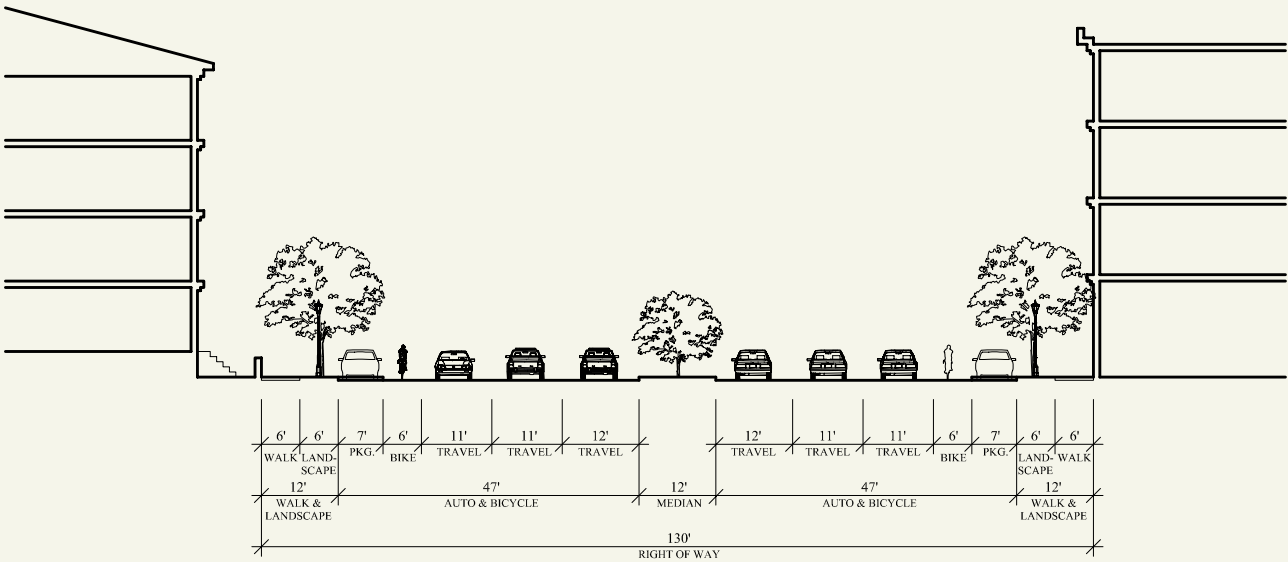 6' 6' 7' 6' 11' 11' 12' 12' 11' 11' 6' 7' 6' 6'
WALK LAND- PKG. BIKE TRAVEL TRAVEL TRAVEL TRAVEL TRAVEL TRAVEL BIKE PKG. LAND- WALK
SCAPE SCAPE
12' 47' 12' 47' 12'
WALK & AUTO & BICYCLE MEDIAN AUTO & BICYCLE WALK &
LANDSCAPE LANDSCAPE
130'
RIGHT OF WAY